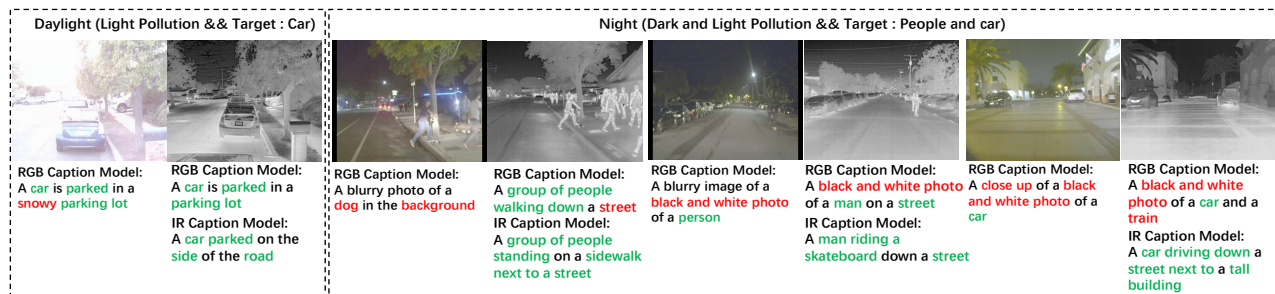 Daylight (Light Pollution && Target : Car)
Night (Dark and Light Pollution && Target : People and car)
RGB Caption Model:
A car is parked in a
snowy parking lot
RGB Caption Model:
A car is parked in a
parking lot
IR Caption Model:
A car parked on the
side of the road
RGB Caption Model:
A blurry photo of a
dog in the background
RGB Caption Model:
A group of people
walking down a street
IR Caption Model:
A group of people
standing on a sidewalk
next to a street
RGB Caption Model:
A blurry image of a
black and white photo
of a person
RGB Caption Model:
A black and white photo
of a man on a street
IR Caption Model:
A man riding a
skateboard down a street
RGB Caption Model:
A close up of a black
and white photo of a
car
RGB Caption Model:
A black and white
photo of a car and a
train
IR Caption Model:
A car driving down a
street next to a tall
building